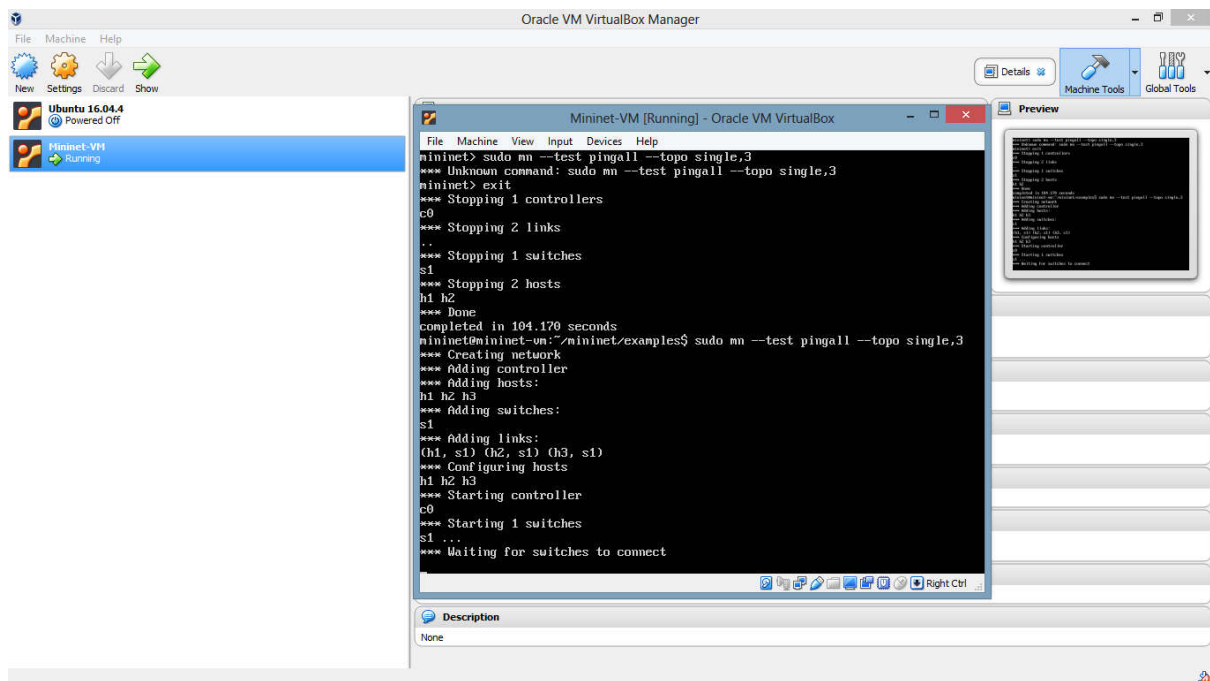 Oracle VM VirtualBox Manager
File Machine Help
New Settings Discard Show
Details
Machine Tools
Global Tools
Ubuntu 16.04.4
Powered Off
Mininet-VM
Running
Preview
Mininet-VM [Running] - Oracle VM VirtualBox
File Machine View Input Devices Help
mininet> sudo mn --test pingall --topo single,3
*** Unknown command: sudo mn --test pingall --topo single,3
mininet> exit
*** Stopping 1 controllers
c0
*** Stopping 2 links
..
*** Stopping 1 switches
s1
*** Stopping 2 hosts
h1 h2
*** Done
completed in 104.170 seconds
mininet@mininet-vm:~/mininet/examples$ sudo mn --test pingall --topo single,3
*** Creating network
*** Adding controller
*** Adding hosts:
h1 h2 h3
*** Adding switches:
s1
*** Adding links:
(h1, s1) (h2, s1) (h3, s1)
*** Configuring hosts
h1 h2 h3
*** Starting controller
c0
*** Starting 1 switches
s1 ...
*** Waiting for switches to connect
Right Ctrl
Description
None